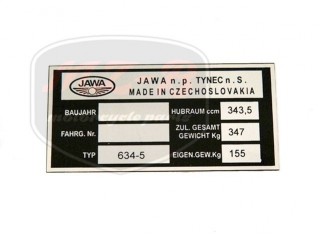 JAWA n.p. TYNEC n.S.
JAWA
MADE IN CZECHOSLOVAKIA
BAUJAHR HUBRAUM ccm 343,5
FAHRG. Nr. ZUL. GESAMT GEWICHT Kg 347
TYP 634-5 EIGEN.GEW.Kg 155